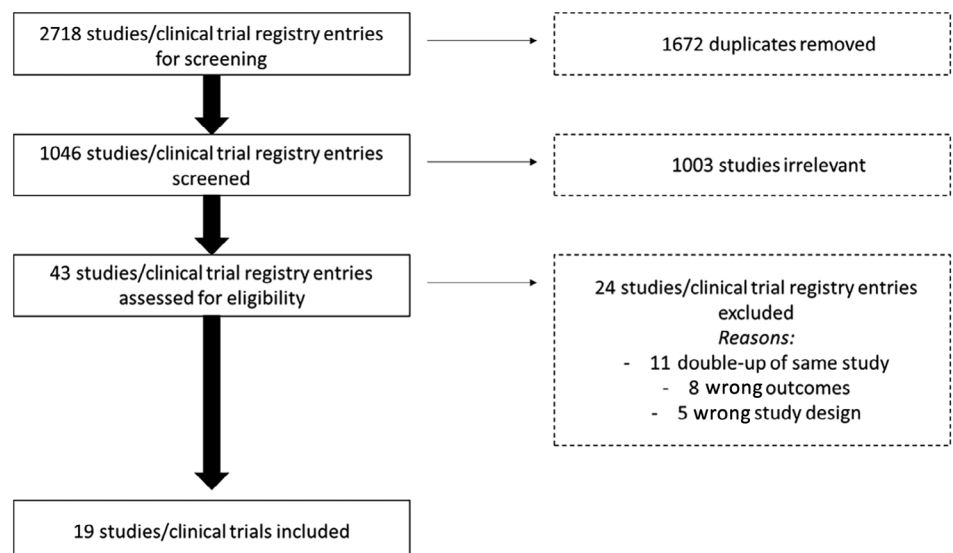 2718 studies/clinical trial registry entries
for screening
1672 duplicates removed
1046 studies/clinical trial registry entries
screened
1003 studies irrelevant
43 studies/clinical trial registry entries
assessed for eligibility
24 studies/clinical trial registry entries
excluded
Reasons:
- 11 double-up of same study
- 8 wrong outcomes
- 5 wrong study design
19 studies/clinical trials included